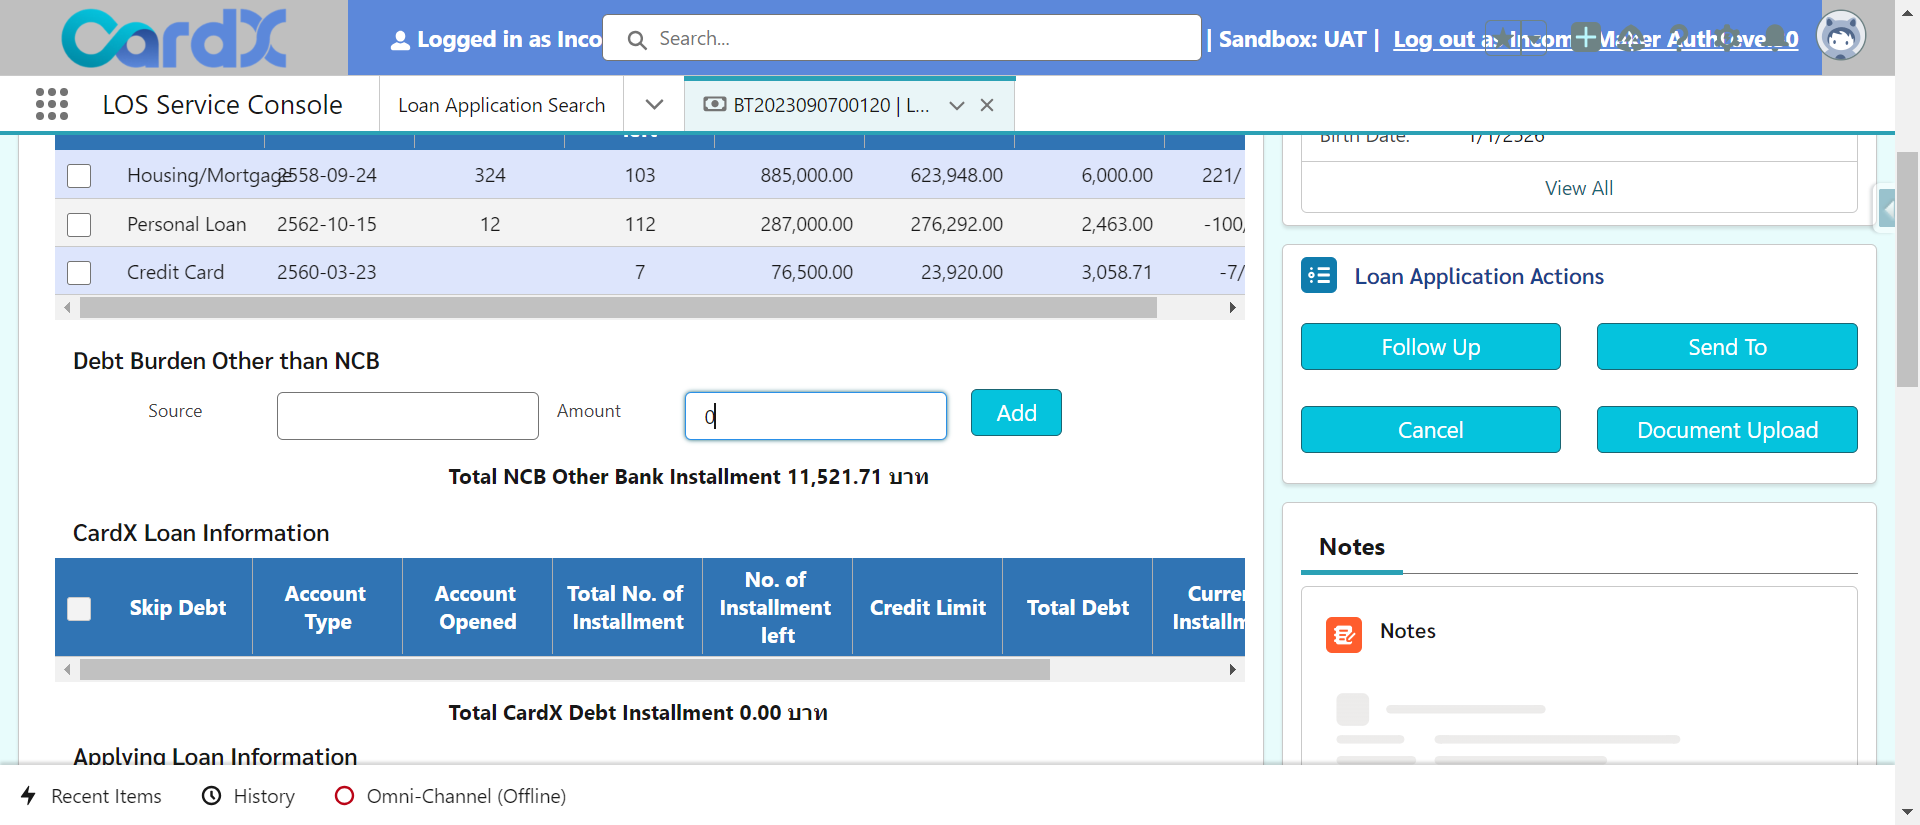 CardX
Logged in as Inco
Search...
| Sandbox: UAT |
Log out as Incom Maker Auth Level 0
LOS Service Console
Loan Application Search
BT2023090700120 | L...
left
Birth Date: 1/1/2526
Housing/Mortgage 2558-09-24 324 103 885,000.00 623,948.00 6,000.00 221/
Personal Loan 2562-10-15 12 112 287,000.00 276,292.00 2,463.00 -100/
Credit Card 2560-03-23 7 76,500.00 23,920.00 3,058.71 -7/
View All
Loan Application Actions
Follow Up
Send To
Cancel
Document Upload
Debt Burden Other than NCB
Source
Amount
0
Add
Total NCB Other Bank Installment 11,521.71 บาท
CardX Loan Information
Skip Debt
Account
Type
Account
Opened
Total No. of
Installment
No. of
Installment
left
Credit Limit
Total Debt
Curren
Installm
Total CardX Debt Installment 0.00 บาท
Applying Loan Information
Notes
Notes
Recent Items
History
Omni-Channel (Offline)